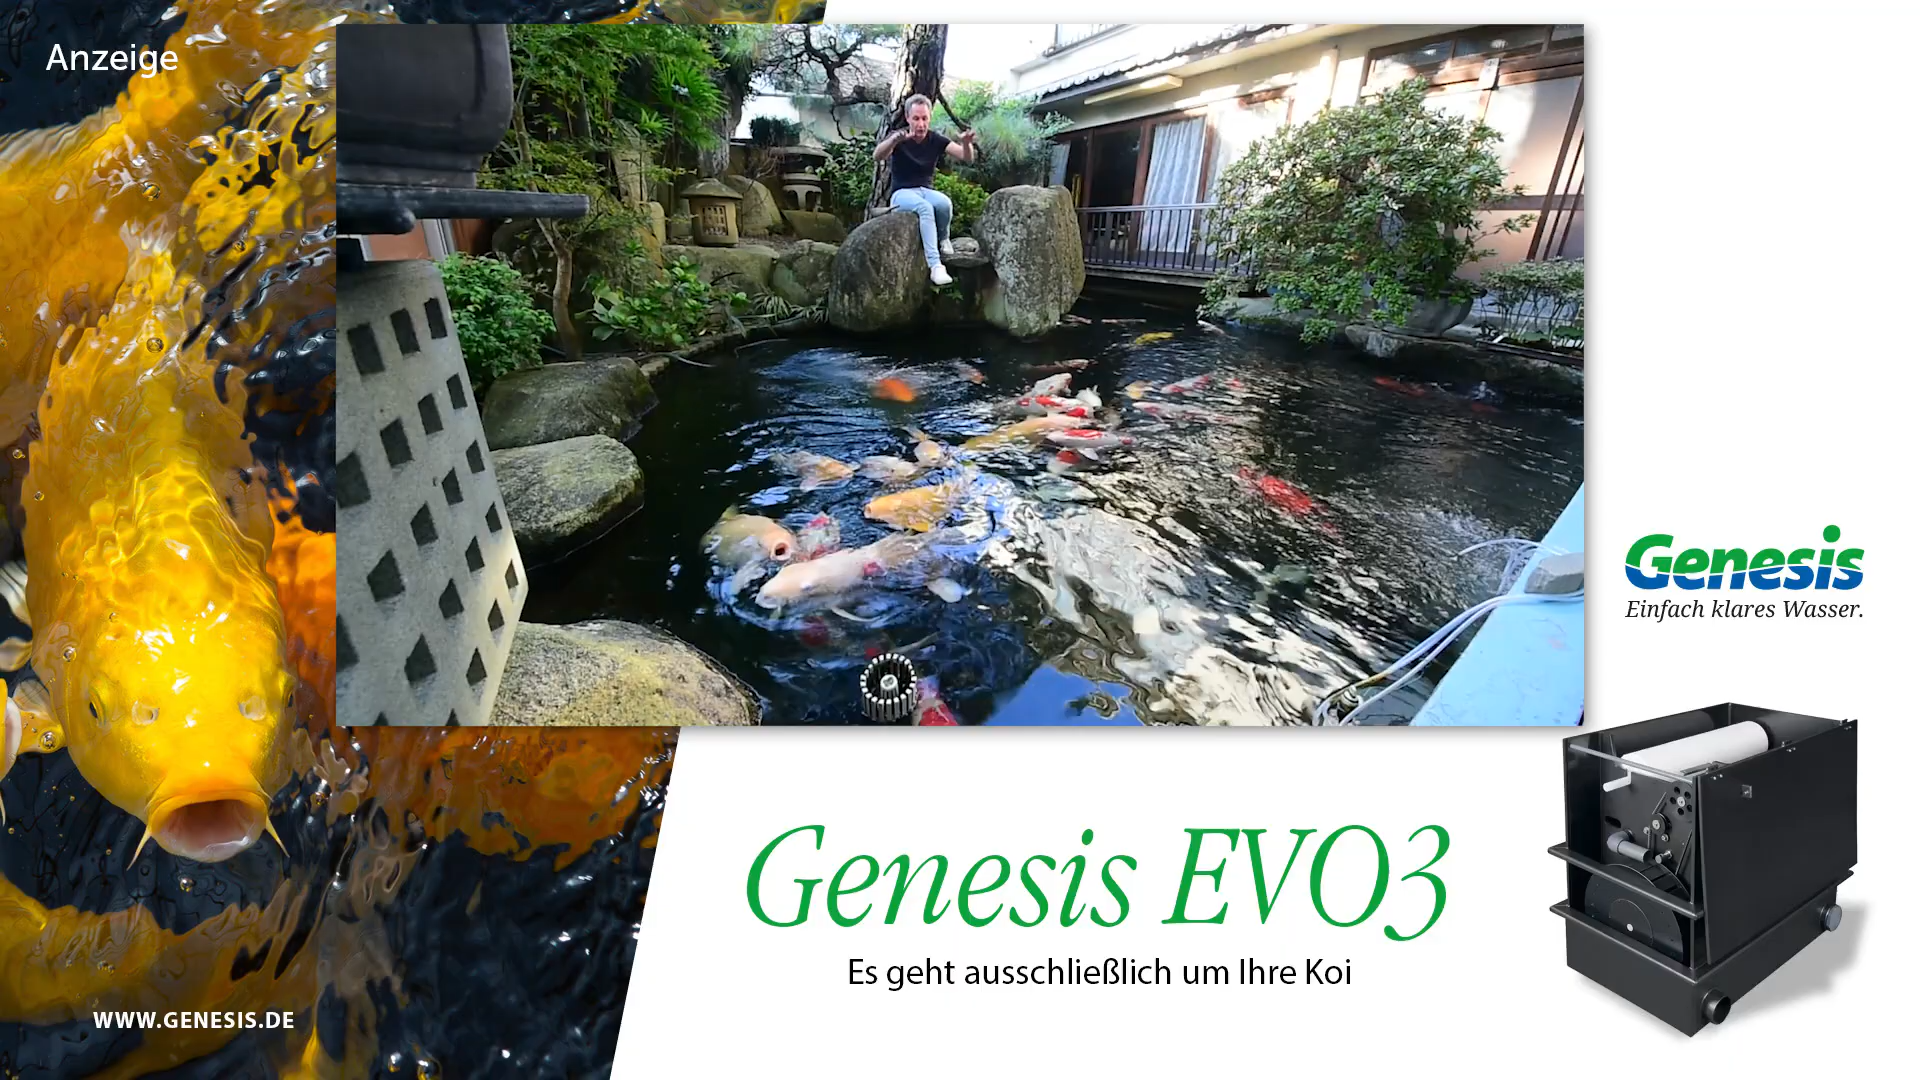 Anzeige
Genesis
Einfach klares Wasser.
Genesis EVO3
Es geht ausschließlich um Ihre Koi
WWW.GENESIS.DE